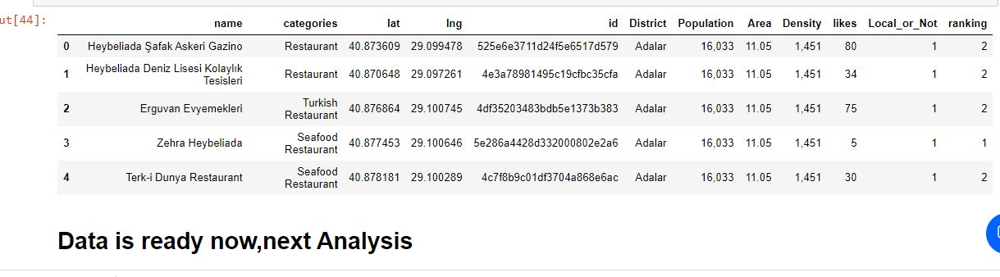 ut[44]:
name categories lat lng id District Population Area Density likes Local_or_Not ranking
0 Heybeliada Şafak Askeri Gazino Restaurant 40.873609 29.099478 525e6e3711d24f5e6517d579 Adalar 16,033 11.05 1,451 80 1 2
1 Heybeliada Deniz Lisesi Kolaylık Tesisleri Restaurant 40.870648 29.097261 4e3a78981495c19cfbc35cfa Adalar 16,033 11.05 1,451 34 1 2
2 Erguvan Evyemekleri Turkish Restaurant 40.876864 29.100745 4df35203483bdb5e1373b383 Adalar 16,033 11.05 1,451 75 1 2
3 Zehra Heybeliada Seafood Restaurant 40.877453 29.100646 5e286a4428d332000802e2a6 Adalar 16,033 11.05 1,451 5 1 1
4 Terk-i Dunya Restaurant Seafood Restaurant 40.878181 29.100289 4c7f8b9c01df3704a868e6ac Adalar 16,033 11.05 1,451 30 1 2
Data is ready now,next Analysis